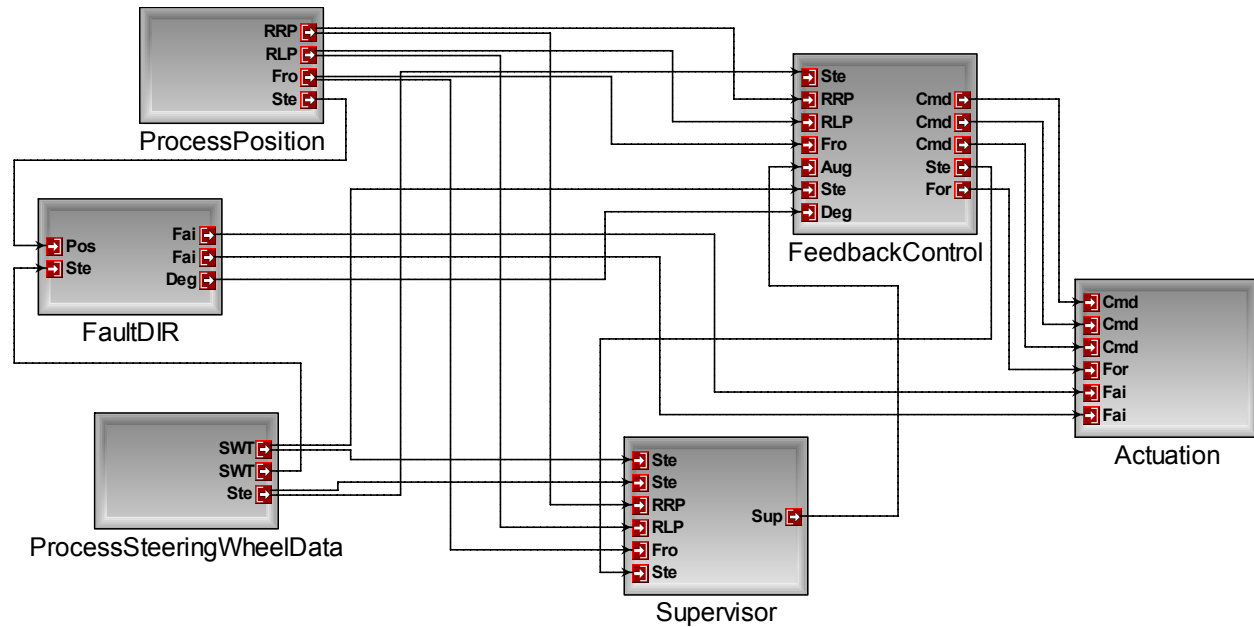 RRP
RLP
Fro
Ste
ProcessPosition
Ste
RRP
RLP
Fro
Aug
Ste
Deg
Cmd
Cmd
Cmd
Ste
For
FeedbackControl
Pos
Ste
Fai
Fai
Deg
FaultDIR
Cmd
Cmd
Cmd
For
Fai
Fai
Actuation
SWT
SWT
Ste
ProcessSteeringWheelData
Ste
Ste
RRP
RLP
Fro
Ste
Sup
Supervisor